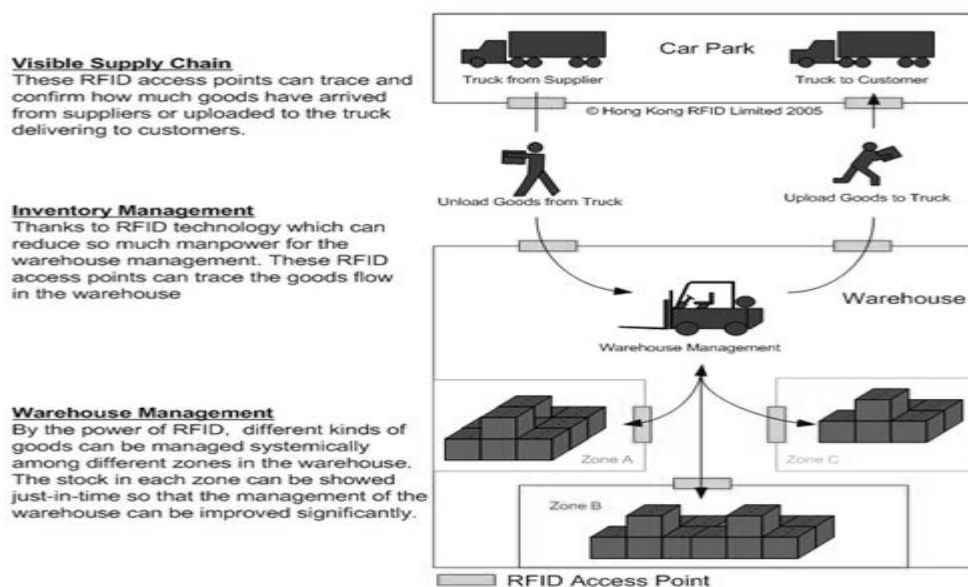 Visible Supply Chain
These RFID access points can trace and
confirm how much goods have arrived
from suppliers or uploaded to the truck
delivering to customers.
Inventory Management
Thanks to RFID technology which can
reduce so much manpower for the
warehouse management. These RFID
access points can trace the goods flow
in the warehouse
Warehouse Management
By the power of RFID, different kinds of
goods can be managed systemically
among different zones in the warehouse.
The stock in each zone can be showed
just-in-time so that the management of the
warehouse can be improved significantly.
Car Park
Truck from Supplier
Truck to Customer
© Hong Kong RFID Limited 2005
Unload Goods from Truck
Upload Goods to Truck
Warehouse
Warehouse Management
Zone A
Zone C
Zone B
RFID Access Point